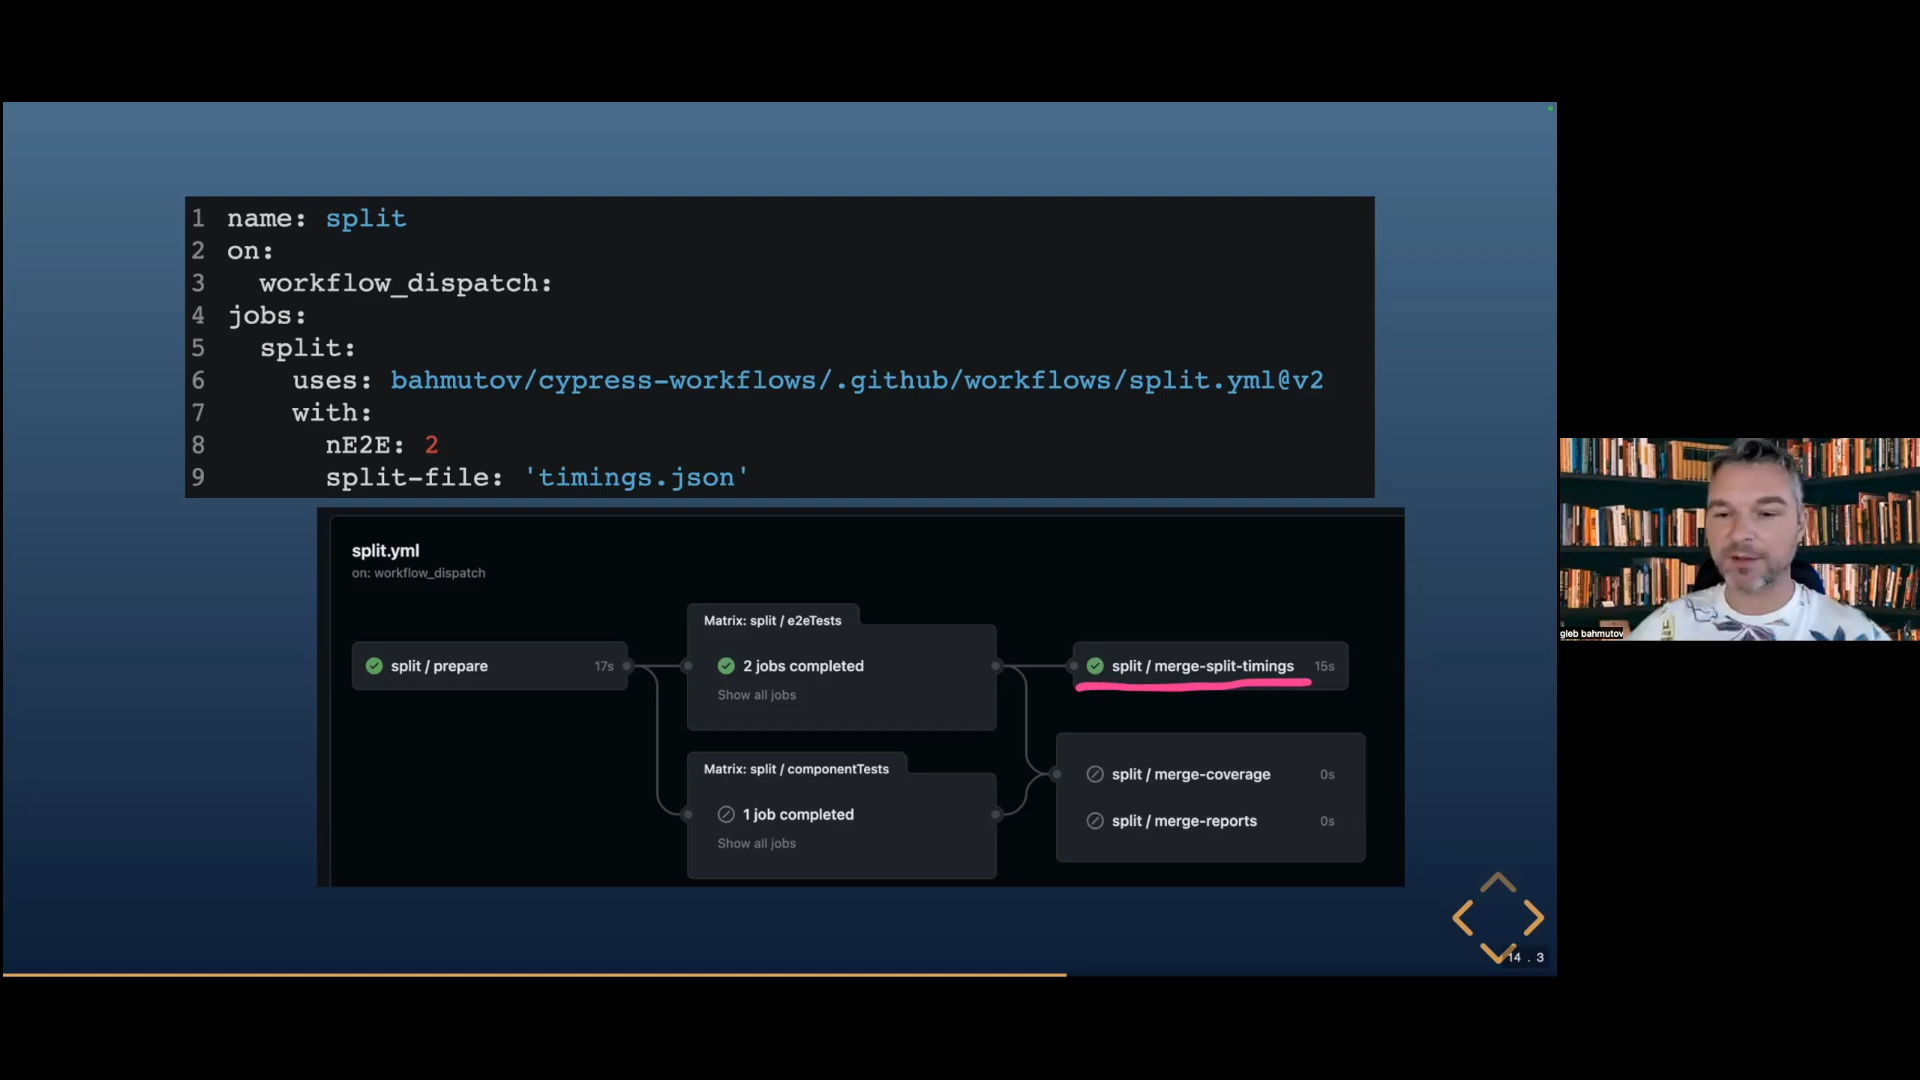 1 name: split
2 on:
3 workflow_dispatch:
4 jobs:
5 split:
6 uses: bahmutov/cypress-workflows/.github/workflows/split.yml@v2
7 with:
8 nE2E: 2
9 split-file: 'timings.json'
split.yml
on: workflow_dispatch
split / prepare 17s
Matrix: split / e2eTests
2 jobs completed
Show all jobs
Matrix: split / componentTests
1 job completed
Show all jobs
split / merge-split-timings 15s
split / merge-coverage 0s
split / merge-reports 0s
14 . 3
gleb bahmutov